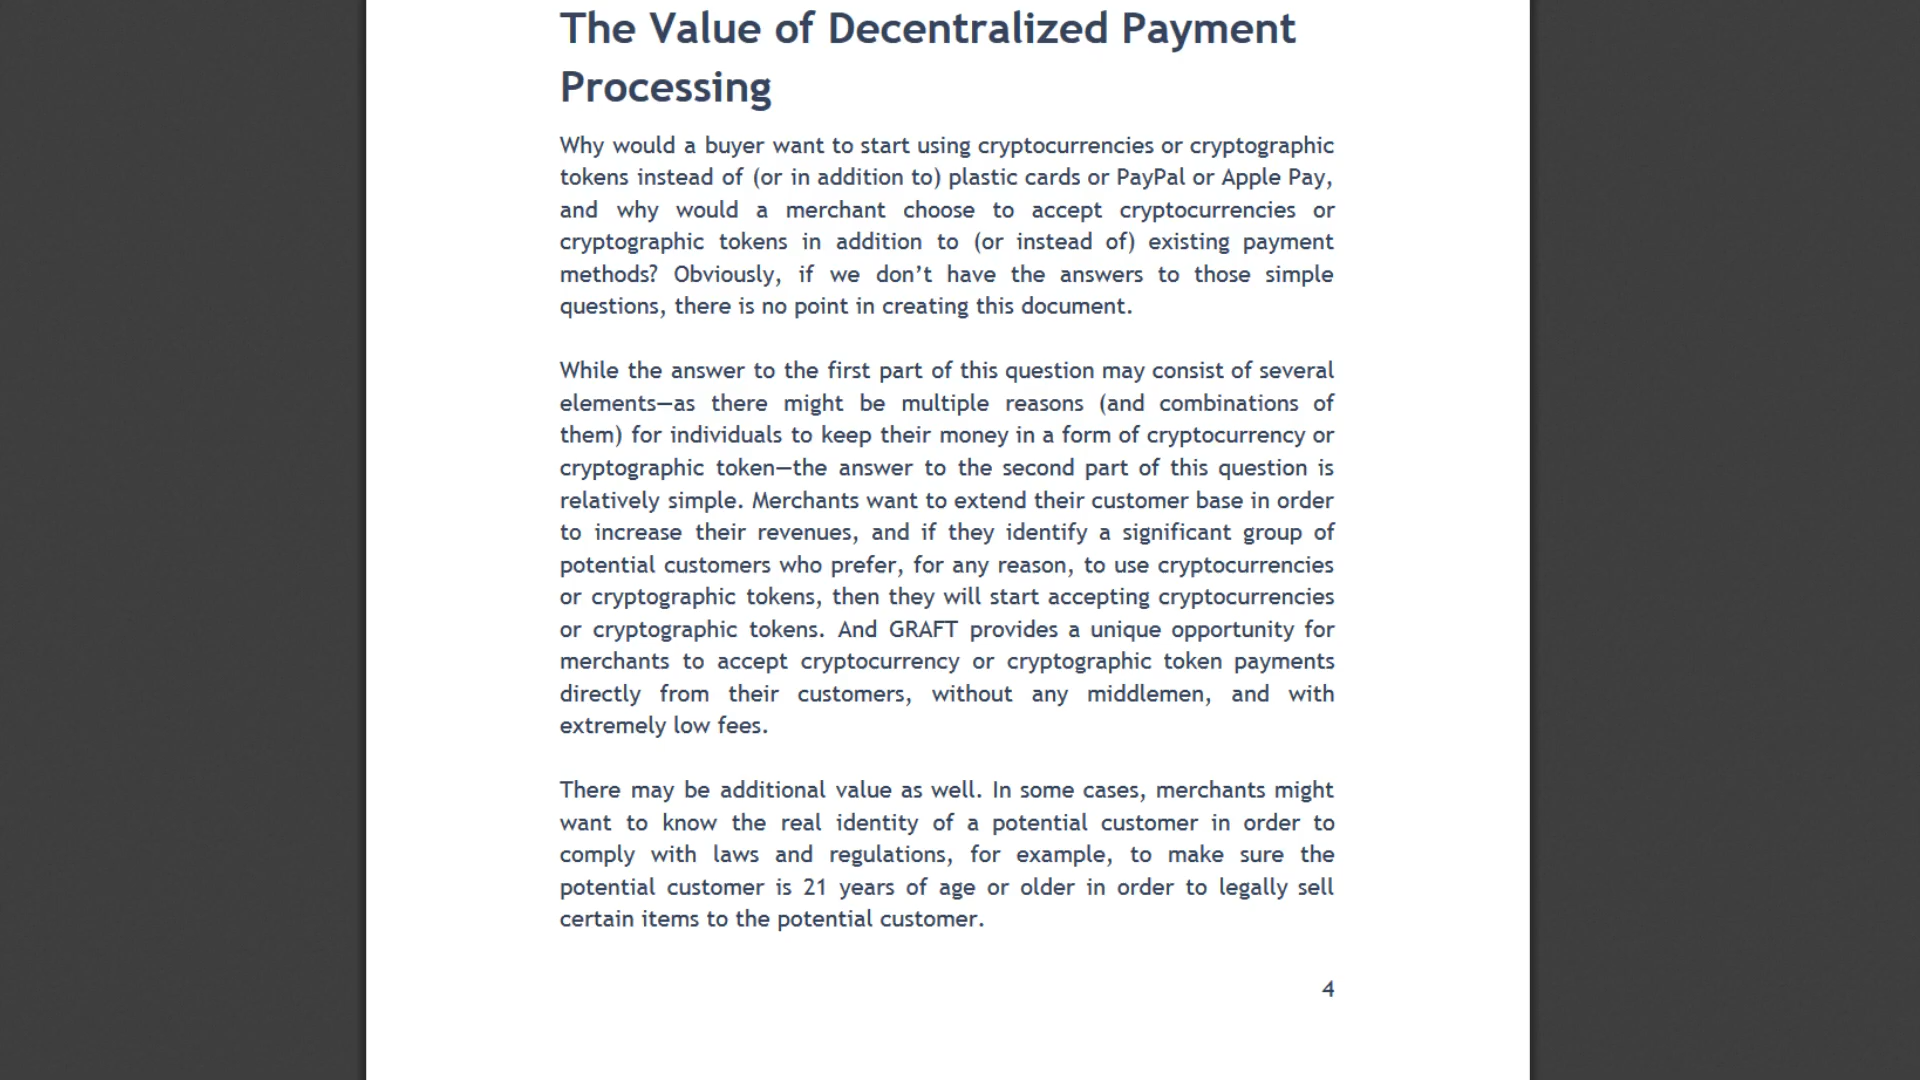 The Value of Decentralized Payment
Processing
Why would a buyer want to start using cryptocurrencies or cryptographic
tokens instead of (or in addition to) plastic cards or PayPal or Apple Pay,
and why would a merchant choose to accept cryptocurrencies or
cryptographic tokens in addition to (or instead of) existing payment
methods? Obviously, if we don’t have the answers to those simple
questions, there is no point in creating this document.
While the answer to the first part of this question may consist of several
elements—as there might be multiple reasons (and combinations of
them) for individuals to keep their money in a form of cryptocurrency or
cryptographic token—the answer to the second part of this question is
relatively simple. Merchants want to extend their customer base in order
to increase their revenues, and if they identify a significant group of
potential customers who prefer, for any reason, to use cryptocurrencies
or cryptographic tokens, then they will start accepting cryptocurrencies
or cryptographic tokens. And GRAFT provides a unique opportunity for
merchants to accept cryptocurrency or cryptographic token payments
directly from their customers, without any middlemen, and with
extremely low fees.
There may be additional value as well. In some cases, merchants might
want to know the real identity of a potential customer in order to
comply with laws and regulations, for example, to make sure the
potential customer is 21 years of age or older in order to legally sell
certain items to the potential customer.
4